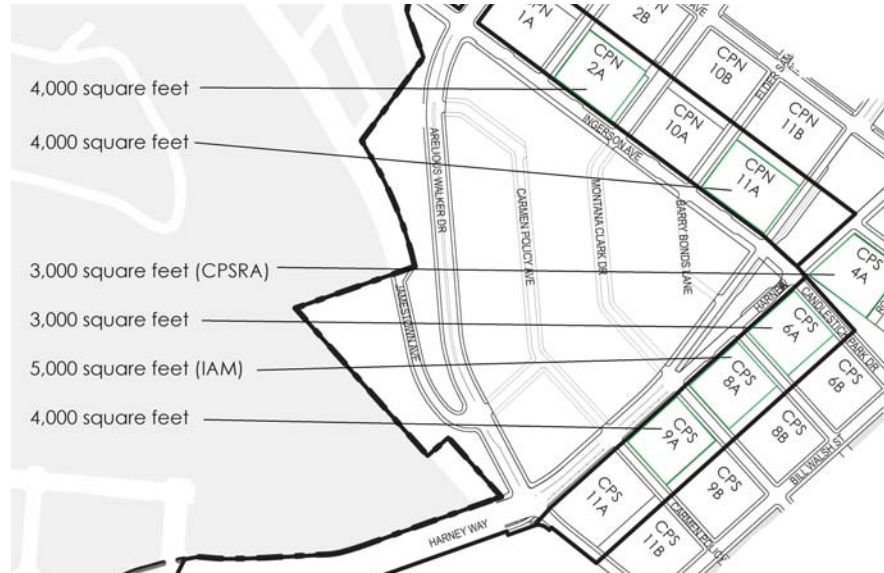 4,000 square feet
4,000 square feet
3,000 square feet (CPSRA)
3,000 square feet
5,000 square feet (IAM)
4,000 square feet
1A
CPN
2A
2B
AVE
CPN
10B
CPN
10A
CPN
11B
CPN
11A
INGERSON AVE
ARELIOUS WALKER DR
CARMEN POLICY AVE
MONTANA CLARK DR
BARRY BONDS LANE
JAMESTOWN AVE
HARNEY
CANDLESTICK PARK DR
CPS
4A
CPS
6A
CPS
6B
CPS
8A
CPS
8B
BILL WALSH ST
CPS
9A
CPS
9B
CPS
11A
CARMEN POLICY
CPS
11B
HARNEY WAY